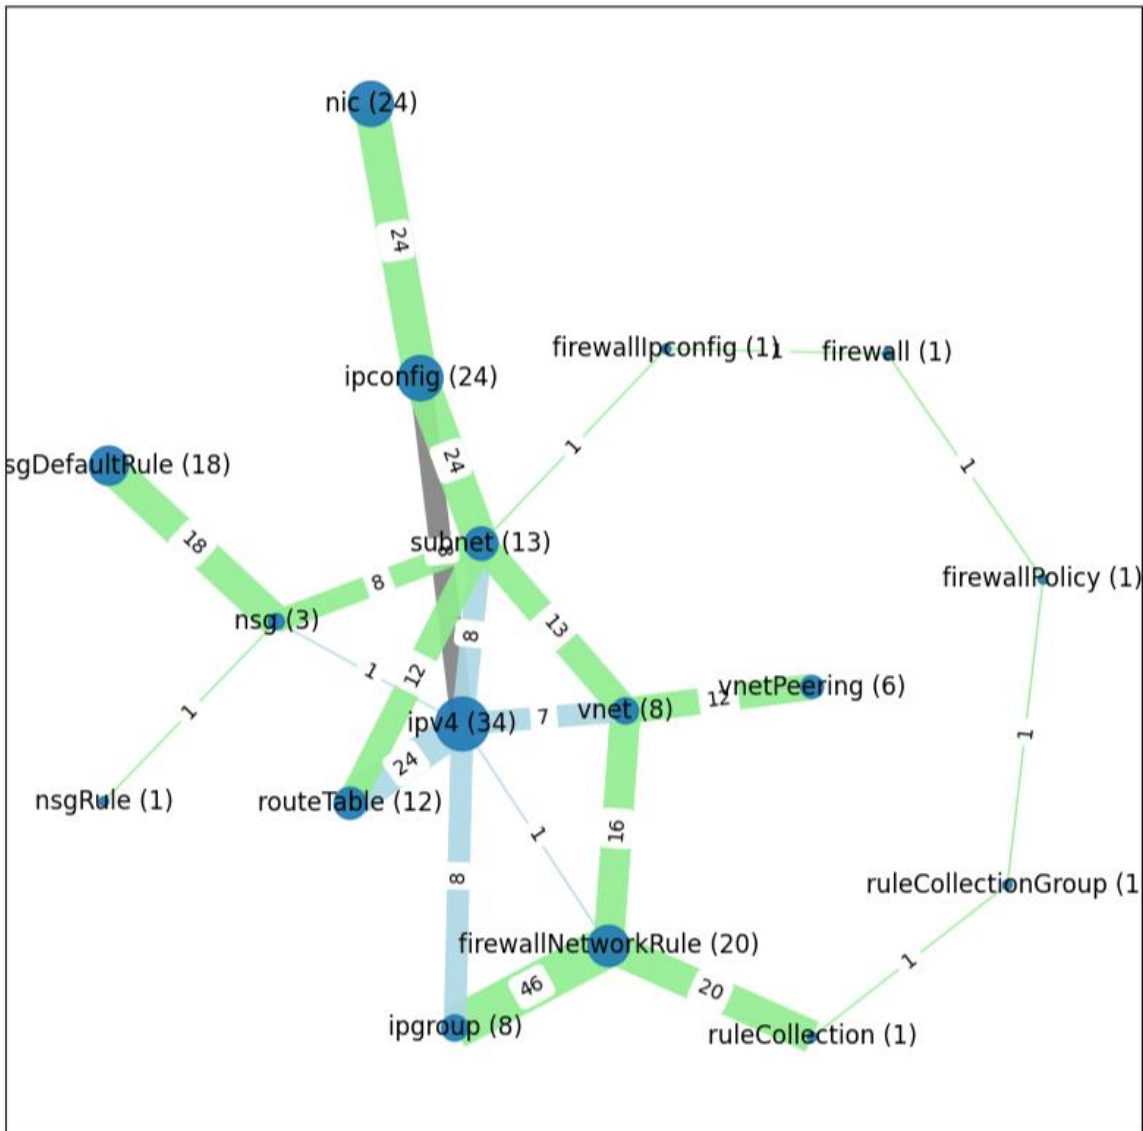 nic (24)
24
firewallIpconfig (1)
1
firewall (1)
ipconfig (24)
1
24
1
sgDefaultRule (18)
18
subnet (13)
8
firewallPolicy (1)
8
nsg (3)
13
8
1
12
vnetPeering (6)
12
1
ipv4 (34)
7
vnet (8)
1
24
nsgRule (1)
routeTable (12)
16
1
8
ruleCollectionGroup (1
firewallNetworkRule (20)
1
46
20
ipgroup (8)
ruleCollection (1)